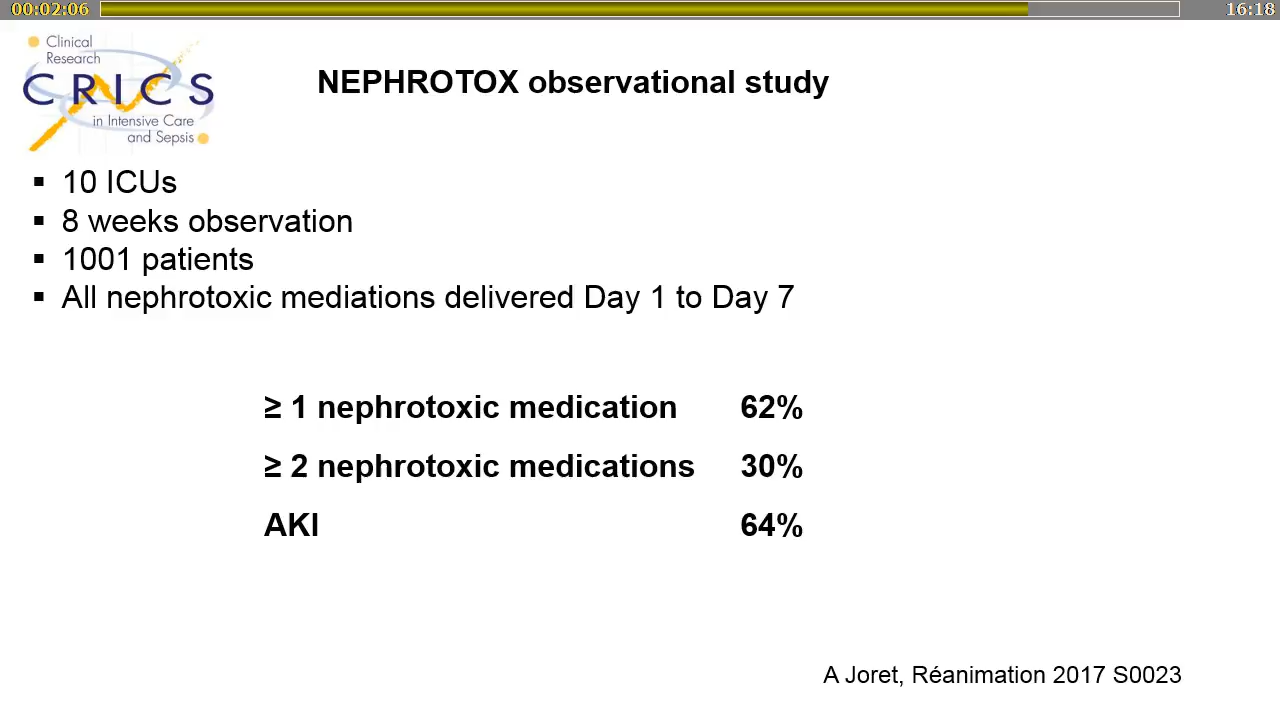 00:02:06 16:18
Clinical
Research
CRICS
in Intensive Care
and Sepsis
NEPHROTOX observational study
▪ 10 ICUs
▪ 8 weeks observation
▪ 1001 patients
▪ All nephrotoxic mediations delivered Day 1 to Day 7
≥ 1 nephrotoxic medication 62%
≥ 2 nephrotoxic medications 30%
AKI 64%
A Joret, Réanimation 2017 S0023